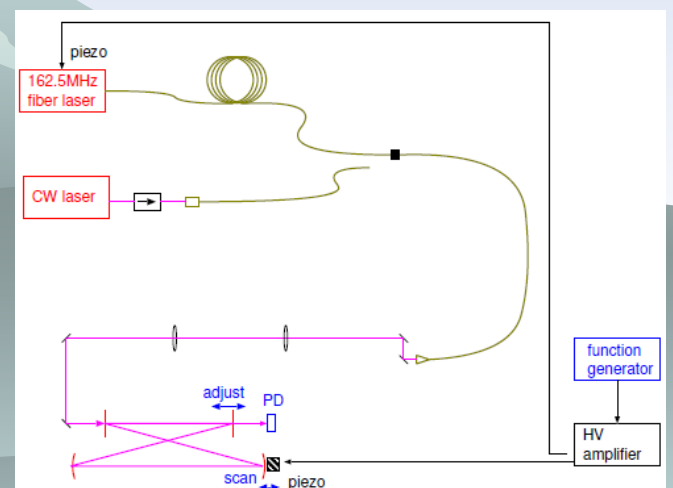 piezo
162.5MHz
fiber laser
CW laser
function
generator
adjust
PD
HV
amplifier
scan
piezo